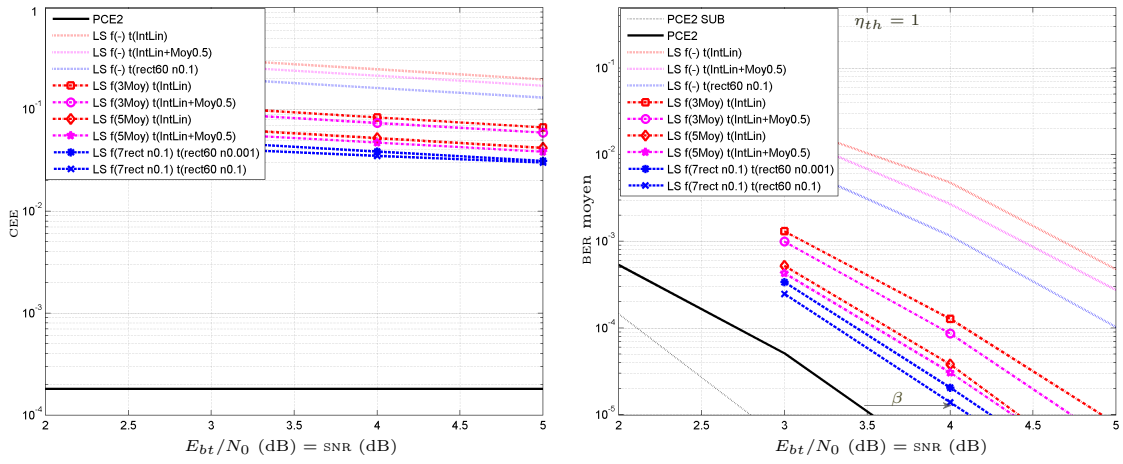 PCE2
LS f(-) t(IntLin)
LS f(-) t(IntLin+Moy0.5)
LS f(-) t(rect60 n0.1)
LS f(3Moy) t(IntLin)
LS f(3Moy) t(IntLin+Moy0.5)
LS f(5Moy) t(IntLin)
LS f(5Moy) t(IntLin+Moy0.5)
LS f(7rect n0.1) t(rect60 n0.001)
LS f(7rect n0.1) t(rect60 n0.1)
1
10^-1
10^-2
10^-3
10^-4
CEE
2 2.5 3 3.5 4 4.5 5
E_bt/N_0 (dB) = SNR (dB)
PCE2 SUB
PCE2
LS f(-) t(IntLin)
LS f(-) t(IntLin+Moy0.5)
LS f(-) t(rect60 n0.1)
LS f(3Moy) t(IntLin)
LS f(3Moy) t(IntLin+Moy0.5)
LS f(5Moy) t(IntLin)
LS f(5Moy) t(IntLin+Moy0.5)
LS f(7rect n0.1) t(rect60 n0.001)
LS f(7rect n0.1) t(rect60 n0.1)
η_th = 1
10^-1
10^-2
10^-3
10^-4
10^-5
BER moyen
β
2 2.5 3 3.5 4 4.5 5
E_bt/N_0 (dB) = SNR (dB)